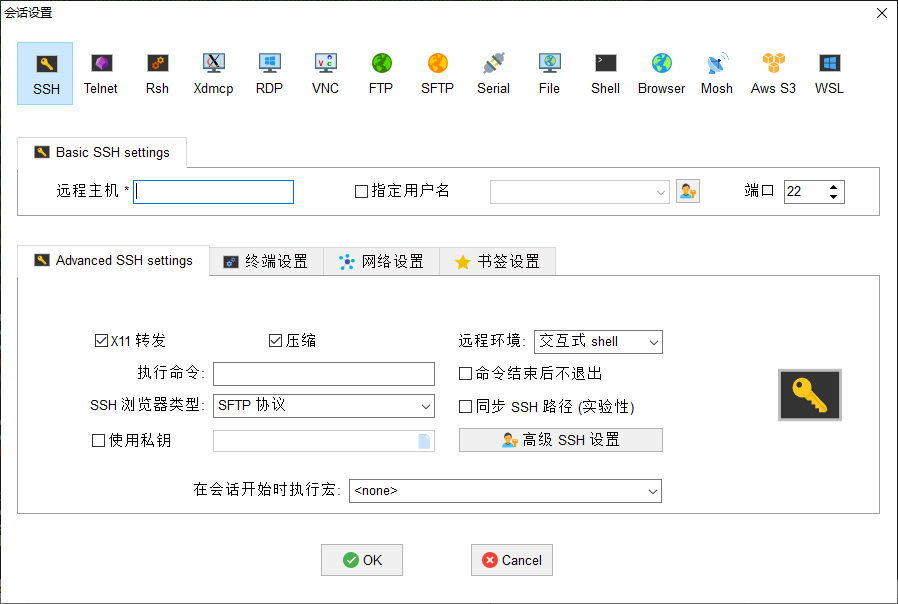 会话设置
SSH Telnet Rsh Xdmcp RDP VNC FTP SFTP Serial File Shell Browser Mosh Aws S3 WSL
Basic SSH settings
远程主机 * 指定用户名 端口 22
Advanced SSH settings 终端设置 网络设置 书签设置
X11 转发 压缩 远程环境: 交互式 shell
执行命令: 命令结束后不退出
SSH 浏览器类型: SFTP 协议 同步 SSH 路径 (实验性)
使用私钥 高级 SSH 设置
在会话开始时执行宏: <none>
OK Cancel